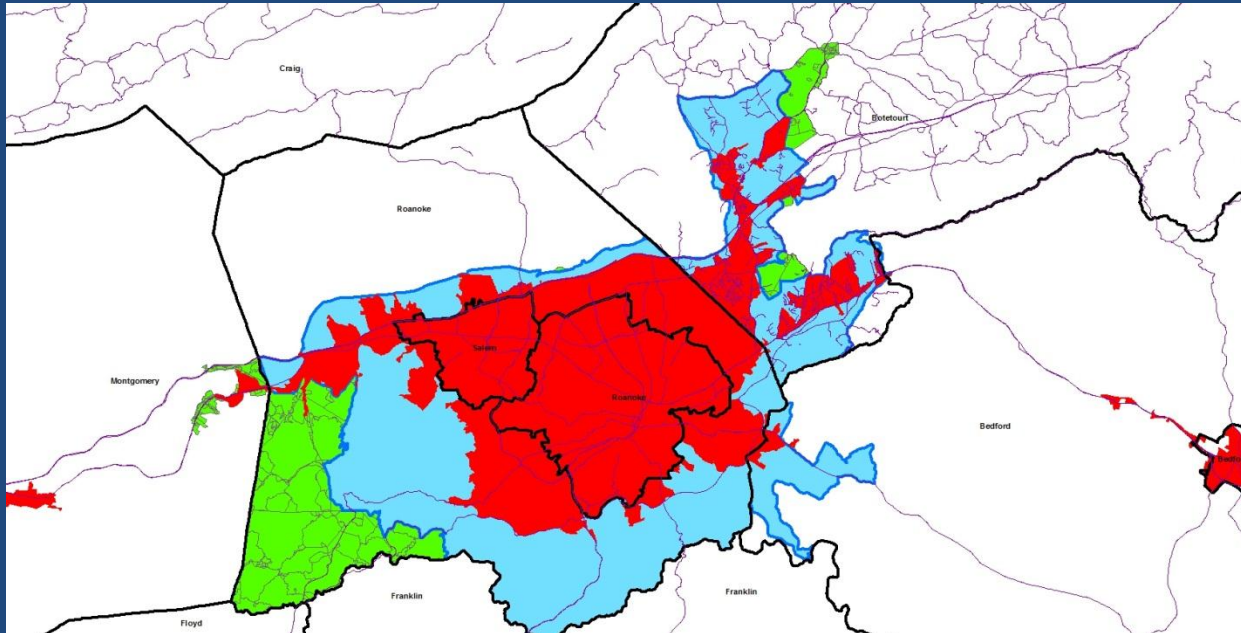 Craig
Botetourt
Roanoke
Salem
Montgomery
Roanoke
Bedford
Franklin
Franklin
Floyd